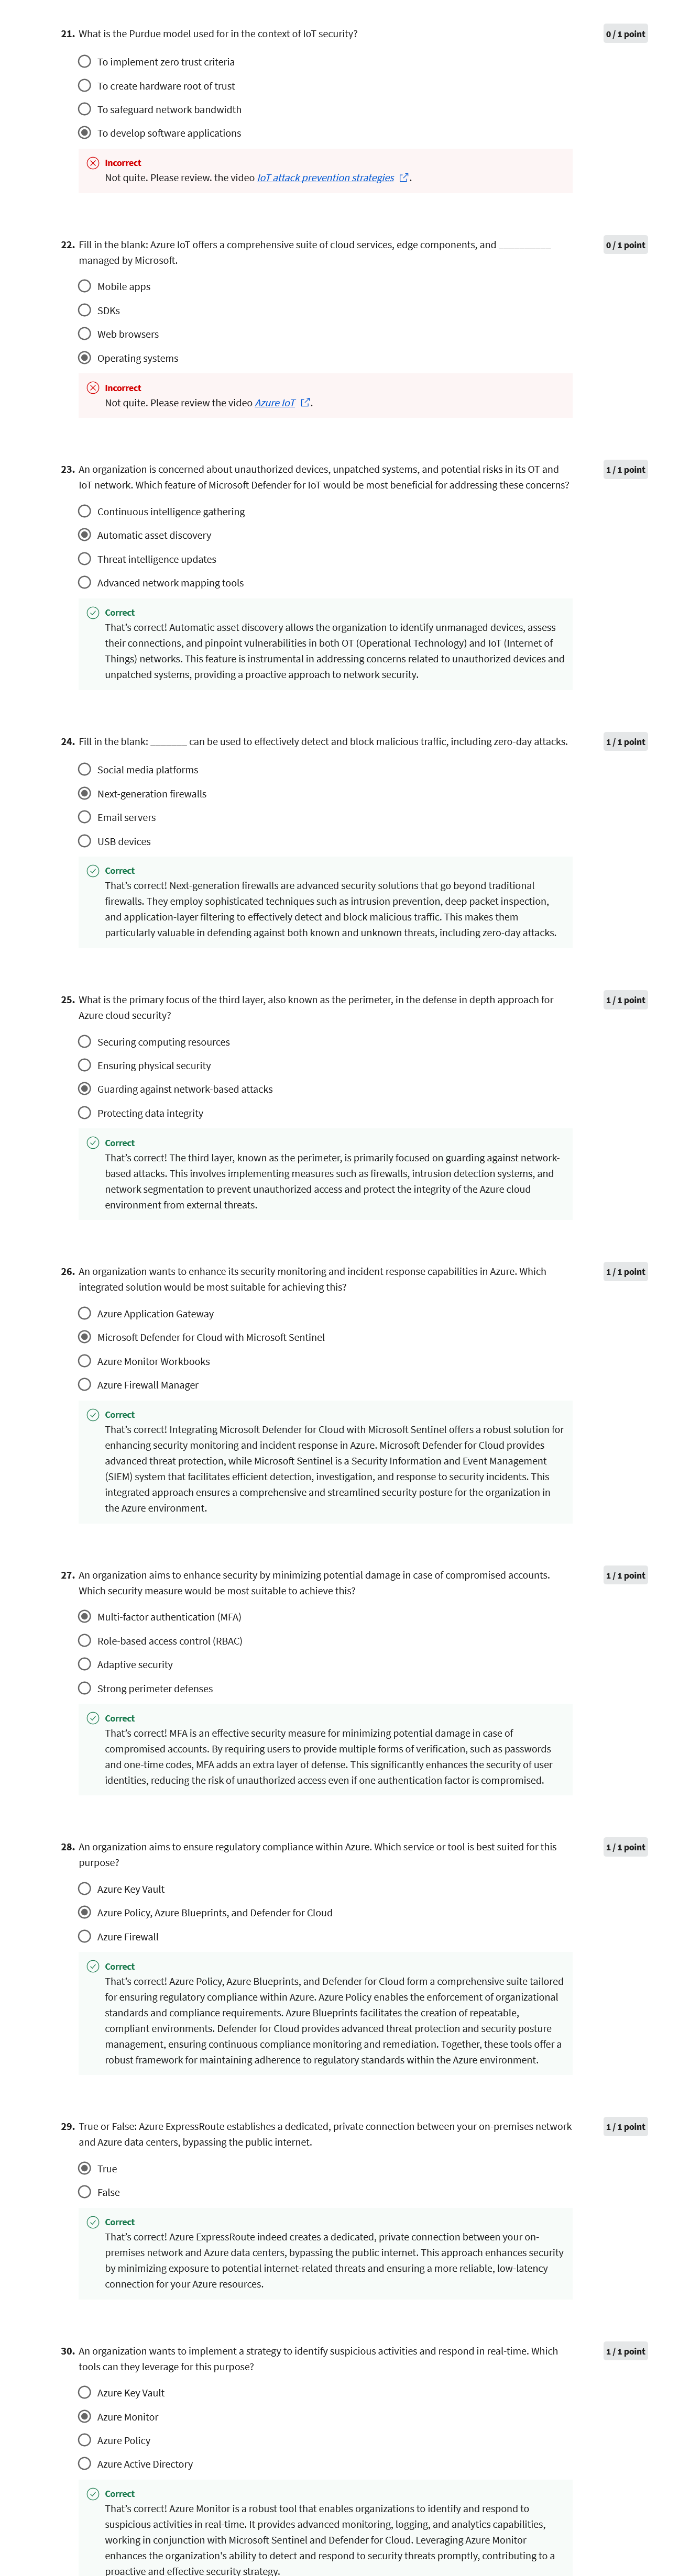 21. What is the Purdue model used for in the context of IoT security?
0 / 1 point
To implement zero trust criteria
To create hardware root of trust
To safeguard network bandwidth
To develop software applications
Incorrect
Not quite. Please review. the video IoT attack prevention strategies .
22. Fill in the blank: Azure IoT offers a comprehensive suite of cloud services, edge components, and __________
managed by Microsoft.
0 / 1 point
Mobile apps
SDKs
Web browsers
Operating systems
Incorrect
Not quite. Please review the video Azure IoT .
23. An organization is concerned about unauthorized devices, unpatched systems, and potential risks in its OT and
IoT network. Which feature of Microsoft Defender for IoT would be most beneficial for addressing these concerns?
1 / 1 point
Continuous intelligence gathering
Automatic asset discovery
Threat intelligence updates
Advanced network mapping tools
Correct
That's correct! Automatic asset discovery allows the organization to identify unmanaged devices, assess
their connections, and pinpoint vulnerabilities in both OT (Operational Technology) and IoT (Internet of
Things) networks. This feature is instrumental in addressing concerns related to unauthorized devices and
unpatched systems, providing a proactive approach to network security.
24. Fill in the blank: _______ can be used to effectively detect and block malicious traffic, including zero-day attacks.
1 / 1 point
Social media platforms
Next-generation firewalls
Email servers
USB devices
Correct
That's correct! Next-generation firewalls are advanced security solutions that go beyond traditional
firewalls. They employ sophisticated techniques such as intrusion prevention, deep packet inspection,
and application-layer filtering to effectively detect and block malicious traffic. This makes them
particularly valuable in defending against both known and unknown threats, including zero-day attacks.
25. What is the primary focus of the third layer, also known as the perimeter, in the defense in depth approach for
Azure cloud security?
1 / 1 point
Securing computing resources
Ensuring physical security
Guarding against network-based attacks
Protecting data integrity
Correct
That's correct! The third layer, known as the perimeter, is primarily focused on guarding against network-
based attacks. This involves implementing measures such as firewalls, intrusion detection systems, and
network segmentation to prevent unauthorized access and protect the integrity of the Azure cloud
environment from external threats.
26. An organization wants to enhance its security monitoring and incident response capabilities in Azure. Which
integrated solution would be most suitable for achieving this?
1 / 1 point
Azure Application Gateway
Microsoft Defender for Cloud with Microsoft Sentinel
Azure Monitor Workbooks
Azure Firewall Manager
Correct
That's correct! Integrating Microsoft Defender for Cloud with Microsoft Sentinel offers a robust solution for
enhancing security monitoring and incident response in Azure. Microsoft Defender for Cloud provides
advanced threat protection, while Microsoft Sentinel is a Security Information and Event Management
(SIEM) system that facilitates efficient detection, investigation, and response to security incidents. This
integrated approach ensures a comprehensive and streamlined security posture for the organization in
the Azure environment.
27. An organization aims to enhance security by minimizing potential damage in case of compromised accounts.
Which security measure would be most suitable to achieve this?
1 / 1 point
Multi-factor authentication (MFA)
Role-based access control (RBAC)
Adaptive security
Strong perimeter defenses
Correct
That's correct! MFA is an effective security measure for minimizing potential damage in case of
compromised accounts. By requiring users to provide multiple forms of verification, such as passwords
and one-time codes, MFA adds an extra layer of defense. This significantly enhances the security of user
identities, reducing the risk of unauthorized access even if one authentication factor is compromised.
28. An organization aims to ensure regulatory compliance within Azure. Which service or tool is best suited for this
purpose?
1 / 1 point
Azure Key Vault
Azure Policy, Azure Blueprints, and Defender for Cloud
Azure Firewall
Correct
That's correct! Azure Policy, Azure Blueprints, and Defender for Cloud form a comprehensive suite tailored
for ensuring regulatory compliance within Azure. Azure Policy enables the enforcement of organizational
standards and compliance requirements. Azure Blueprints facilitates the creation of repeatable,
compliant environments. Defender for Cloud provides advanced threat protection and security posture
management, ensuring continuous compliance monitoring and remediation. Together, these tools offer a
robust framework for maintaining adherence to regulatory standards within the Azure environment.
29. True or False: Azure ExpressRoute establishes a dedicated, private connection between your on-premises network
and Azure data centers, bypassing the public internet.
1 / 1 point
True
False
Correct
That's correct! Azure ExpressRoute indeed creates a dedicated, private connection between your on-
premises network and Azure data centers, bypassing the public internet. This approach enhances security
by minimizing exposure to potential internet-related threats and ensuring a more reliable, low-latency
connection for your Azure resources.
30. An organization wants to implement a strategy to identify suspicious activities and respond in real-time. Which
tools can they leverage for this purpose?
1 / 1 point
Azure Key Vault
Azure Monitor
Azure Policy
Azure Active Directory
Correct
That's correct! Azure Monitor is a robust tool that enables organizations to identify and respond to
suspicious activities in real-time. It provides advanced monitoring, logging, and analytics capabilities,
working in conjunction with Microsoft Sentinel and Defender for Cloud. Leveraging Azure Monitor
enhances the organization's ability to detect and respond to security threats promptly, contributing to a
proactive and effective security strategy.